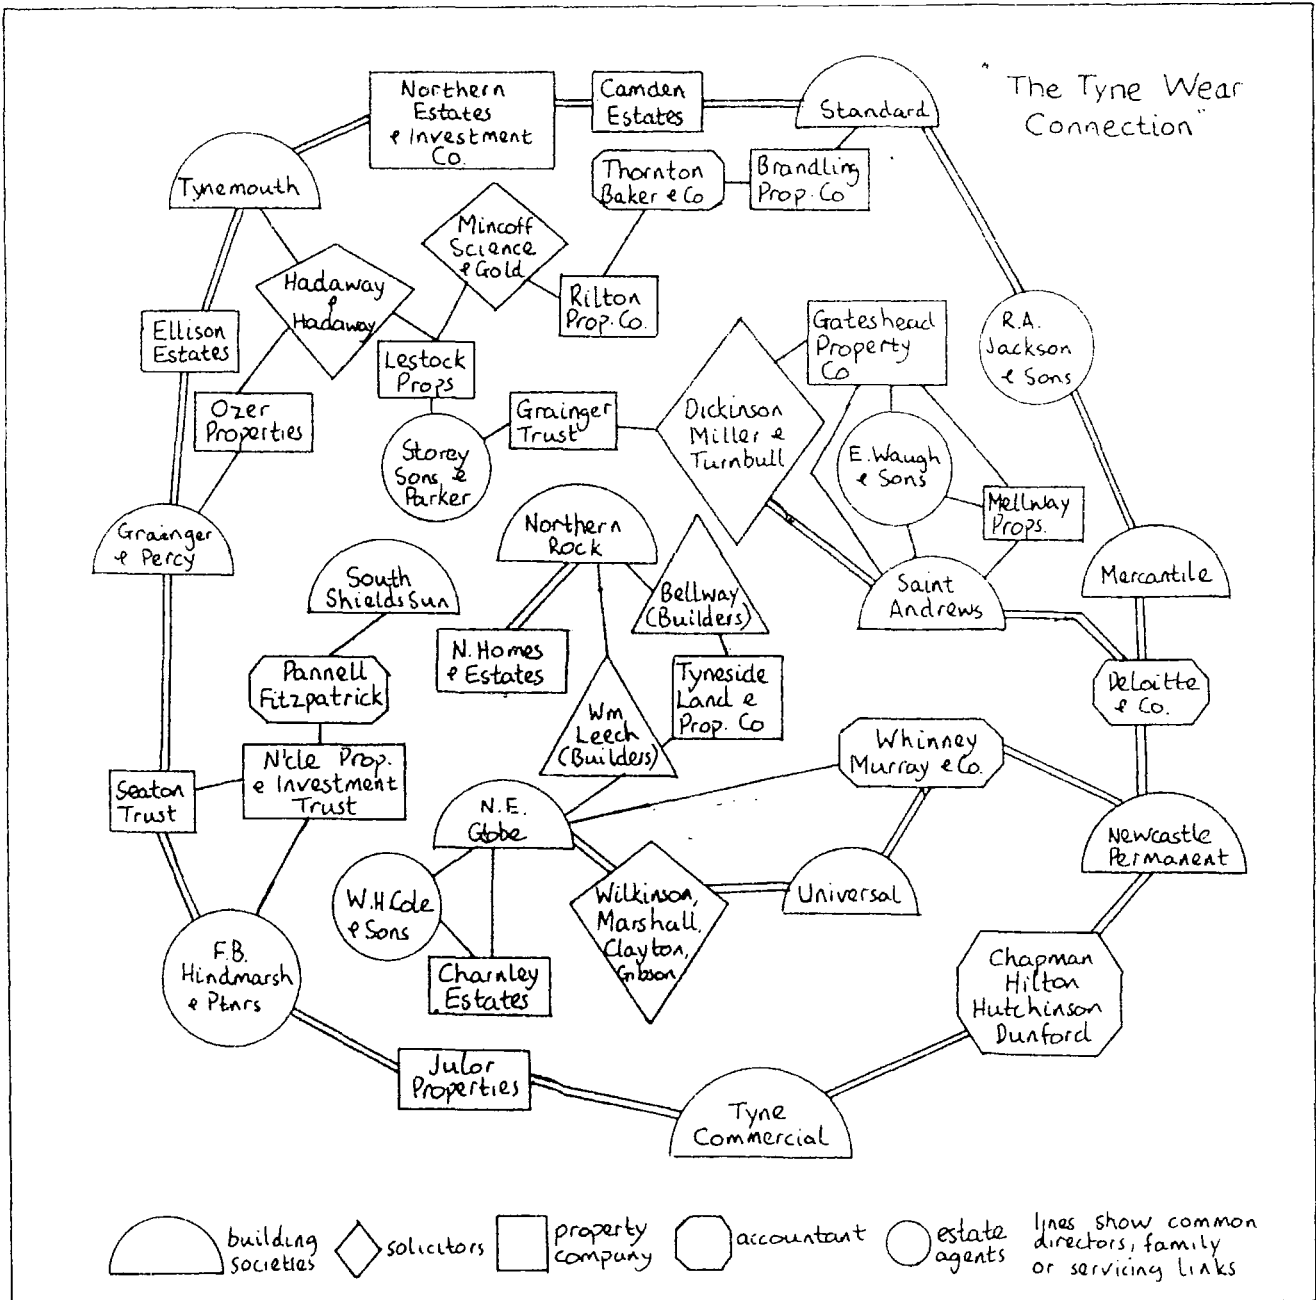 "The Tyne Wear
Connection"
Northern
Estates
& Investment
Co.
Camden
Estates
Standard
Tynemouth
Thornton
Baker & Co
Brandling
Prop. Co
Mincoff
Science
& Gold
Hadaway
&
Hadaway
Rilton
Prop. Co.
Ellison
Estates
Lestock
Props
Gateshead
Property
Co
R.A.
Jackson
& Sons
Ozer
Properties
Grainger
Trust
Dickinson
Miller &
Turnbull
Storey
Sons &
Parker
E. Waugh
& Sons
Mellway
Props.
Grainger
& Percy
Northern
Rock
South
Shields Sun
Bellway
(Builders)
Saint
Andrews
Mercantile
N. Homes
& Estates
Pannell
Fitzpatrick
Tyneside
Land &
Prop. Co
Deloitte
& Co.
Wm
Leech
(Builders)
Whinney
Murray & Co.
N'cle Prop.
& Investment
Trust
Seaton
Trust
N.E.
Globe
Newcastle
Permanent
W.H Cole
& Sons
Wilkinson,
Marshall,
Clayton,
Gibson
Universal
F.B.
Hindmarsh
& Ptnrs
Charnley
Estates
Chapman
Hilton
Hutchinson
Dunford
Julor
Properties
Tyne
Commercial
building
societies
solicitors
property
company
accountant
estate
agents
lines show common
directors, family
or servicing links